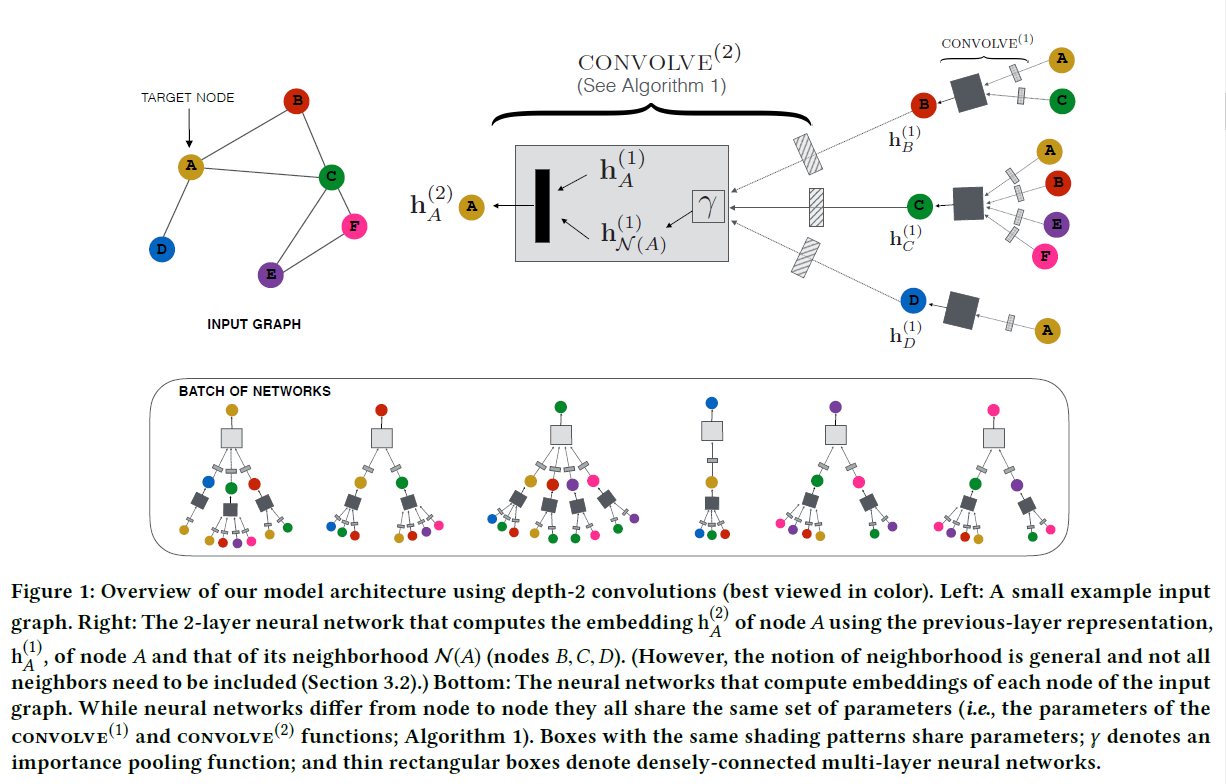 TARGET NODE
B
A
C
F
D
E
INPUT GRAPH
CONVOLVE⁽²⁾
(See Algorithm 1)
h_A^{(2)}
A
h_A^{(1)}
h_{𝒩(A)}^{(1)}
γ
CONVOLVE⁽¹⁾
B
h_B^{(1)}
A
C
C
h_C^{(1)}
A
B
E
F
D
h_D^{(1)}
A
BATCH OF NETWORKS
Figure 1: Overview of our model architecture using depth-2 convolutions (best viewed in color). Left: A small example input
graph. Right: The 2-layer neural network that computes the embedding h_A^{(2)} of node A using the previous-layer representation,
h_A^{(1)}, of node A and that of its neighborhood 𝒩(A) (nodes B, C, D). (However, the notion of neighborhood is general and not all
neighbors need to be included (Section 3.2).) Bottom: The neural networks that compute embeddings of each node of the input
graph. While neural networks differ from node to node they all share the same set of parameters (i.e., the parameters of the
CONVOLVE⁽¹⁾ and CONVOLVE⁽²⁾ functions; Algorithm 1). Boxes with the same shading patterns share parameters; γ denotes an
importance pooling function; and thin rectangular boxes denote densely-connected multi-layer neural networks.